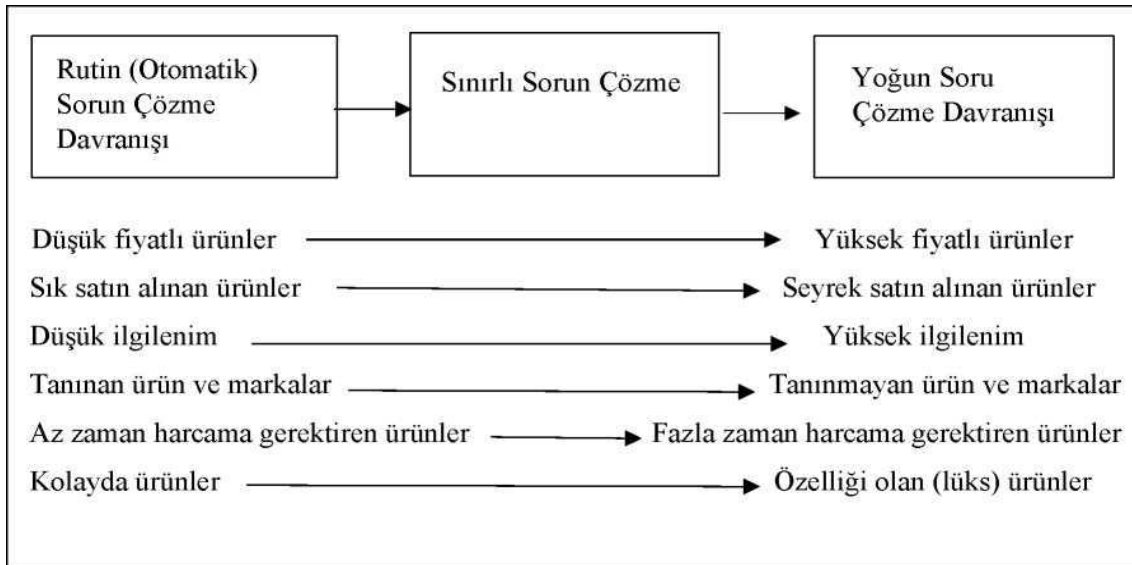 Rutin (Otomatik)
Sorun Çözme
Davranışı
Sınırlı Sorun Çözme
Yoğun Soru
Çözme Davranışı
Düşük fiyatlı ürünler Yüksek fiyatlı ürünler
Sık satın alınan ürünler Seyrek satın alınan ürünler
Düşük ilgilenim Yüksek ilgilenim
Tanınan ürün ve markalar Tanınmayan ürün ve markalar
Az zaman harcama gerektiren ürünler Fazla zaman harcama gerektiren ürünler
Kolayda ürünler Özelliği olan (lüks) ürünler